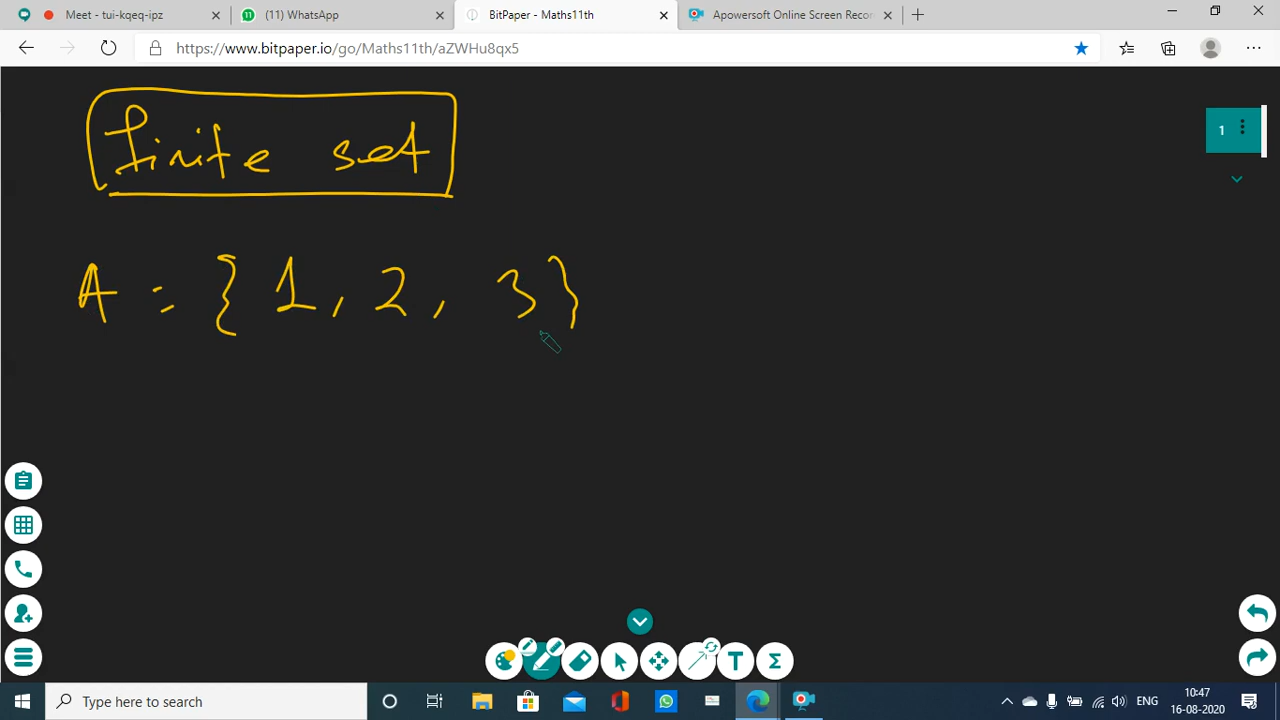 Meet - tui-kqeq-ipz
(11) WhatsApp
BitPaper - Maths11th
Apowersoft Online Screen Recor
https://www.bitpaper.io/go/Maths11th/aZWHu8qx5
finite set
1
A = { 1, 2, 3}
T
Σ
Type here to search
ENG
10:47
16-08-2020